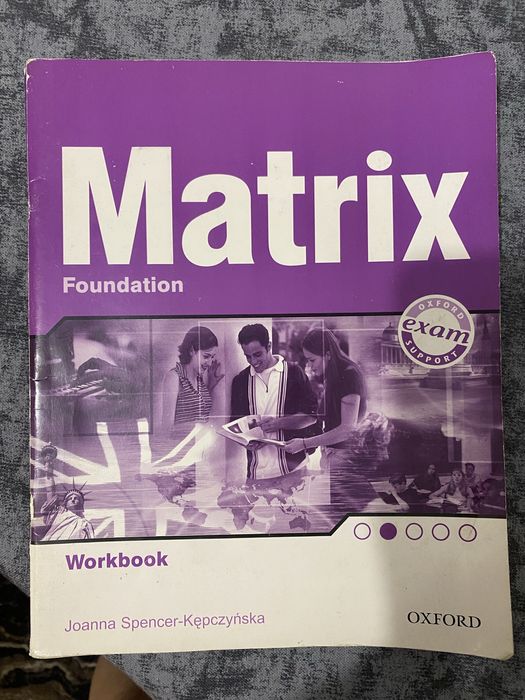 Matrix
Foundation
OXFORD
exam
SUPPORT
Workbook
Joanna Spencer-Kępczyńska
OXFORD